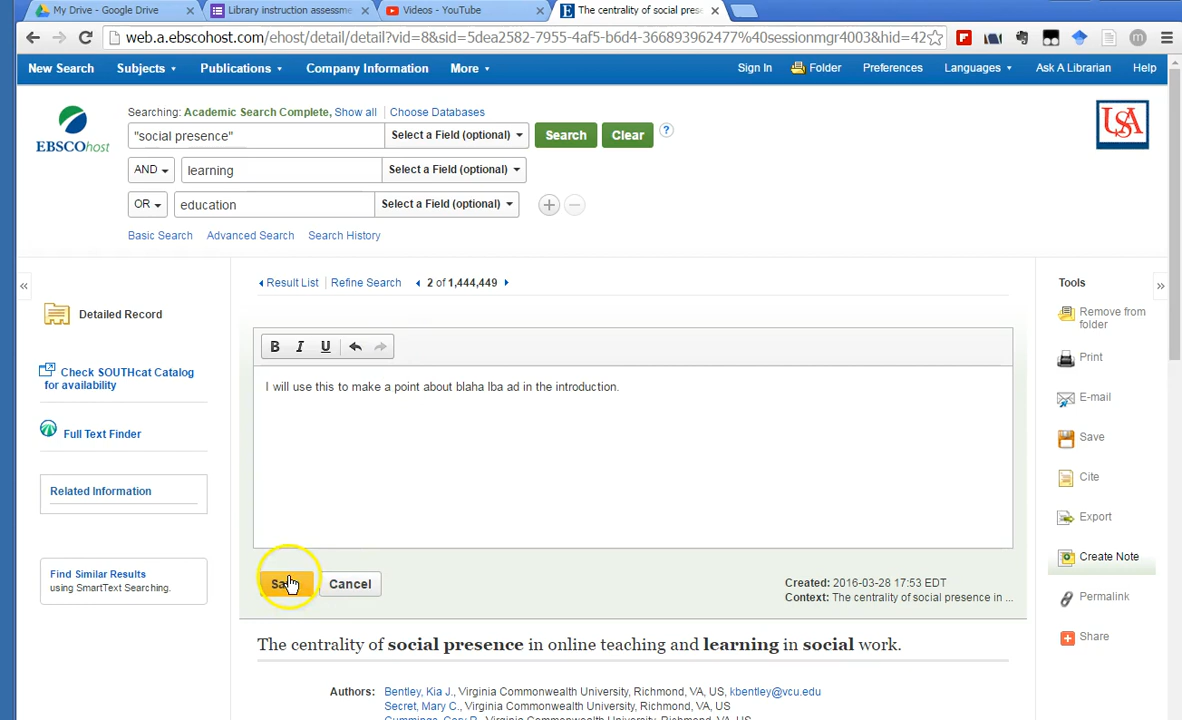 My Drive - Google Drive
Library instruction assessme
Videos - YouTube
The centrality of social pres
web.a.ebscohost.com/ehost/detail/detail?vid=8&sid=5dea2582-7955-4af5-b6d4-366893962477%40sessionmgr4003&hid=42
New Search Subjects Publications Company Information More Sign In Folder Preferences Languages Ask A Librarian Help
Searching: Academic Search Complete, Show all Choose Databases
EBSCOhost
"social presence" Select a Field (optional) Search Clear ?
USA
AND learning Select a Field (optional)
OR education Select a Field (optional)
Basic Search Advanced Search Search History
Result List Refine Search 2 of 1,444,449
Detailed Record
Check SOUTHcat Catalog
for availability
Full Text Finder
Related Information
Find Similar Results
using SmartText Searching.
B I U
I will use this to make a point about blaha lba ad in the introduction.
Cancel
Created: 2016-03-28 17:53 EDT
Context: The centrality of social presence in ...
The centrality of social presence in online teaching and learning in social work.
Authors: Bentley, Kia J., Virginia Commonwealth University, Richmond, VA, US, kbentley@vcu.edu
Secret, Mary C., Virginia Commonwealth University, Richmond, VA, US
Tools
Remove from
folder
Print
E-mail
Save
Cite
Export
Create Note
Permalink
Share